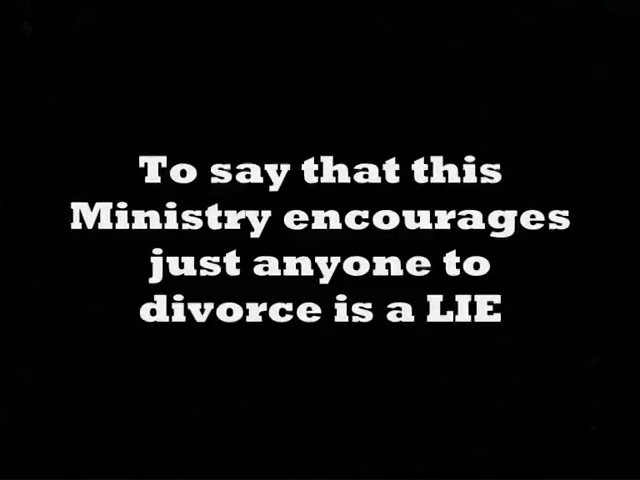 To say that this
Ministry encourages
just anyone to
divorce is a LIE